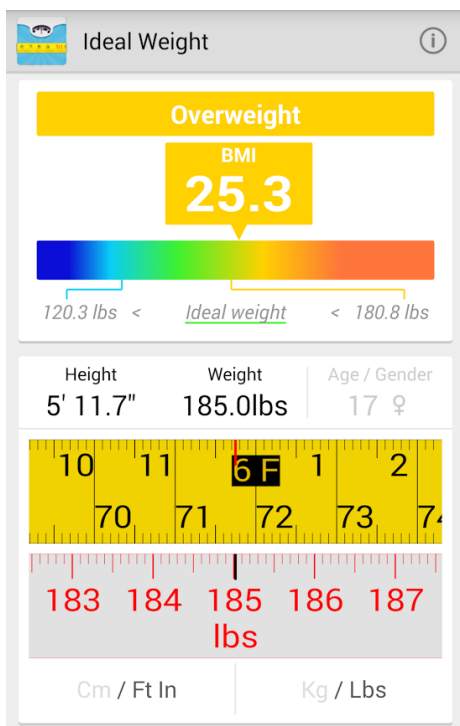 Ideal Weight
Overweight
BMI
25.3
120.3 lbs < Ideal weight < 180.8 lbs
Height Weight Age / Gender
5' 11.7" 185.0lbs 17 ♀
10 11 6 F 1 2
70 71 72 73 74
183 184 185 186 187
lbs
Cm / Ft In Kg / Lbs